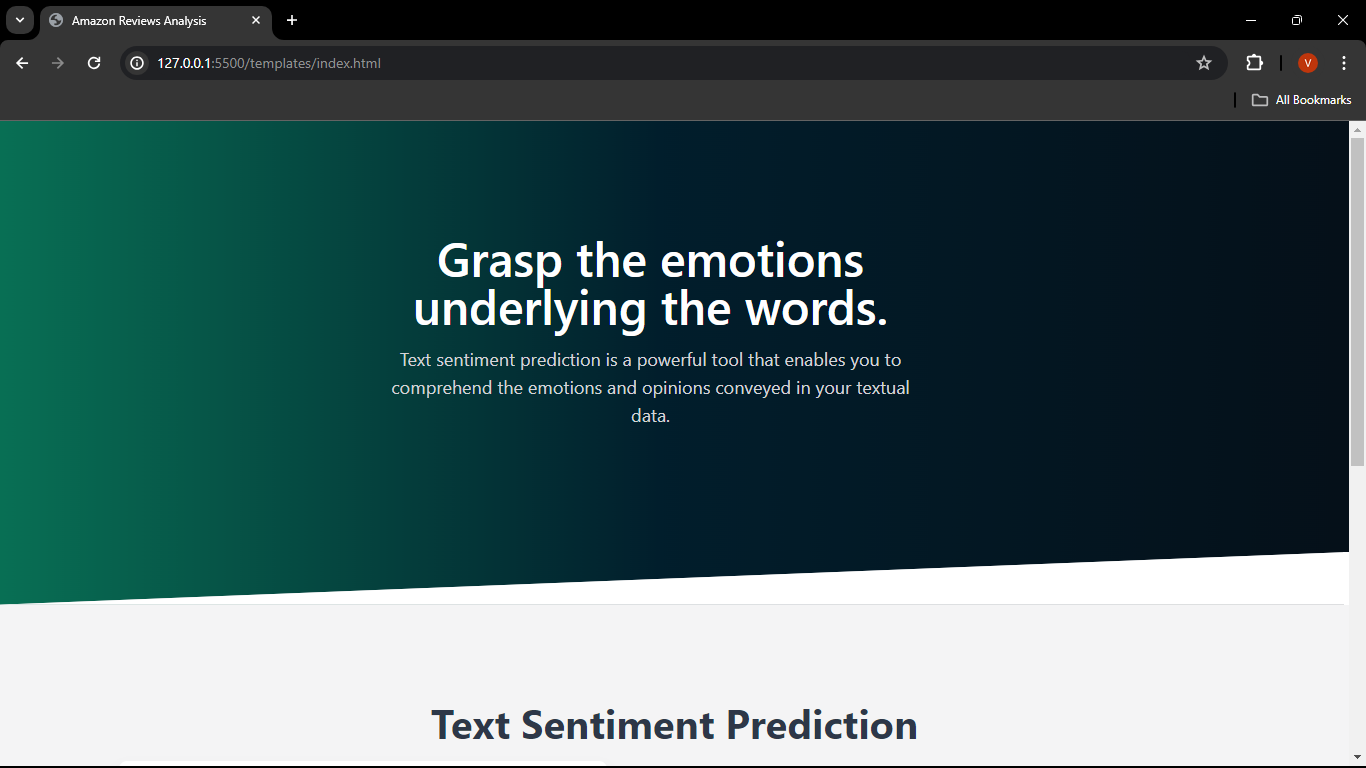 Amazon Reviews Analysis
127.0.0.1:5500/templates/index.html
V
All Bookmarks
Grasp the emotions
underlying the words.
Text sentiment prediction is a powerful tool that enables you to
comprehend the emotions and opinions conveyed in your textual
data.
Text Sentiment Prediction